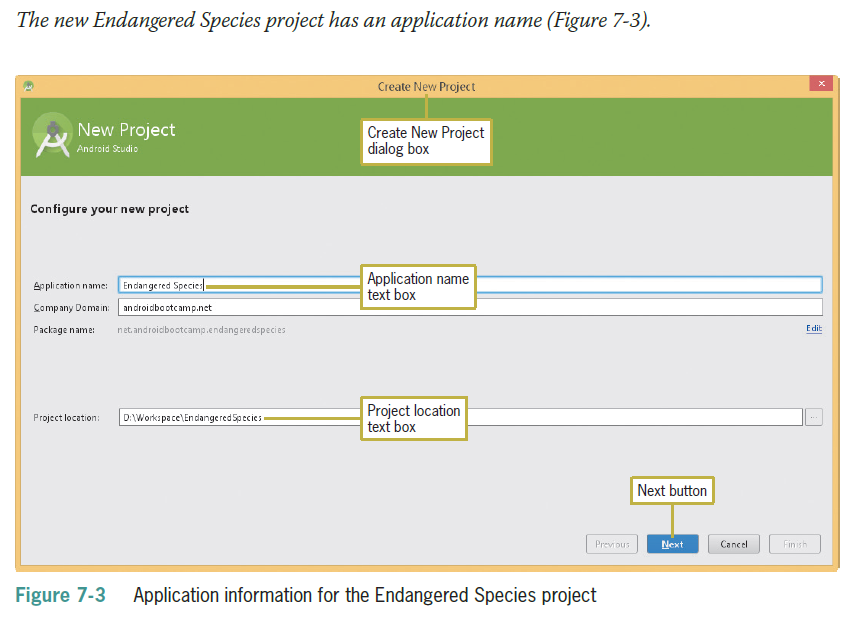 The new Endangered Species project has an application name (Figure 7-3).
Create New Project
New Project
Android Studio
Create New Project
dialog box
Configure your new project
Application name:
Endangered Species
Application name
text box
Company Domain:
androidbootcamp.net
Package name:
net.androidbootcamp.endangeredspecies
Edit
Project location:
D:\Workspace\EndangeredSpecies
Project location
text box
...
Next button
Previous
Next
Cancel
Finish
Figure 7-3 Application information for the Endangered Species project